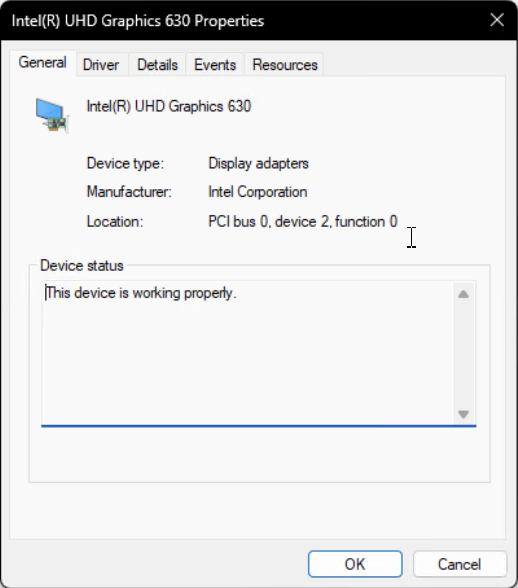 Intel(R) UHD Graphics 630 Properties
General Driver Details Events Resources
Intel(R) UHD Graphics 630
Device type: Display adapters
Manufacturer: Intel Corporation
Location: PCI bus 0, device 2, function 0
Device status
This device is working properly.
OK Cancel